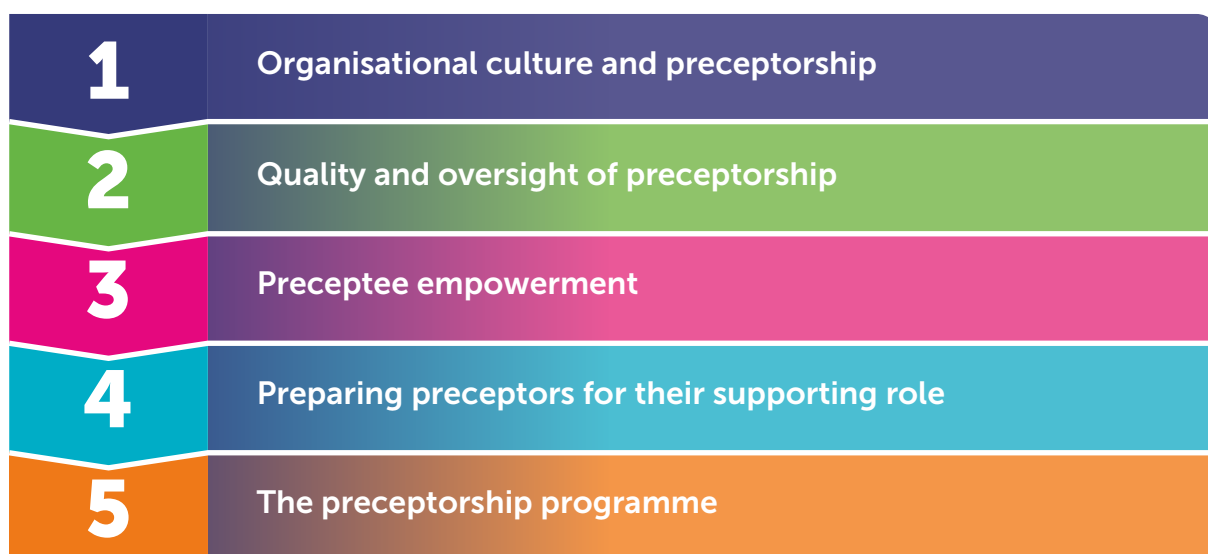 1 Organisational culture and preceptorship
2 Quality and oversight of preceptorship
3 Preceptee empowerment
4 Preparing preceptors for their supporting role
5 The preceptorship programme